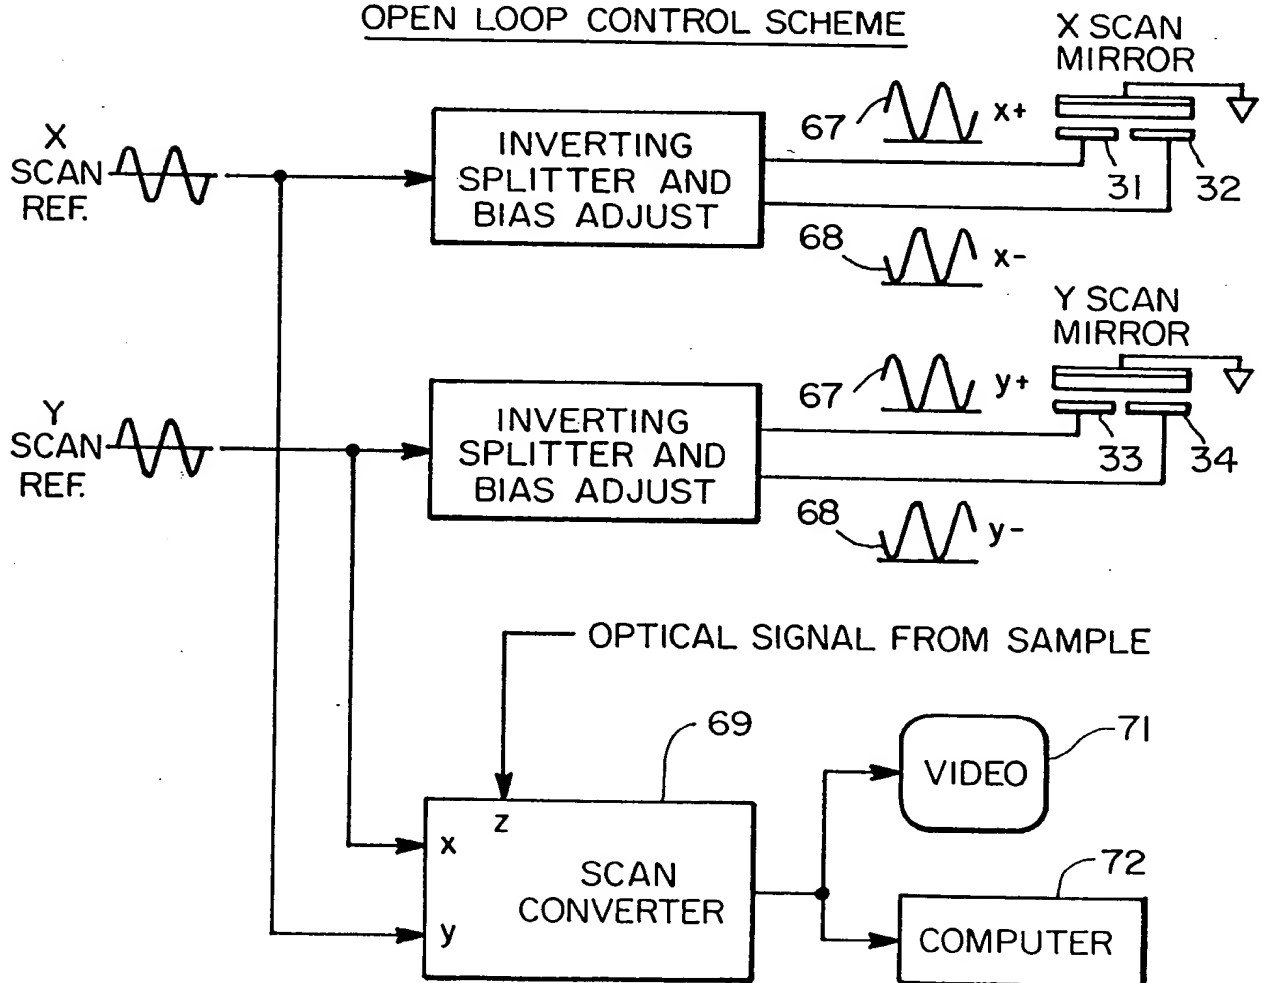 OPEN LOOP CONTROL SCHEME
X SCAN
MIRROR
X
SCAN
REF.
INVERTING
SPLITTER AND
BIAS ADJUST
67
x+
31
32
68
x-
Y SCAN
MIRROR
Y
SCAN
REF.
INVERTING
SPLITTER AND
BIAS ADJUST
67
y+
33
34
68
y-
OPTICAL SIGNAL FROM SAMPLE
69
71
VIDEO
z
x
SCAN
CONVERTER
y
72
COMPUTER